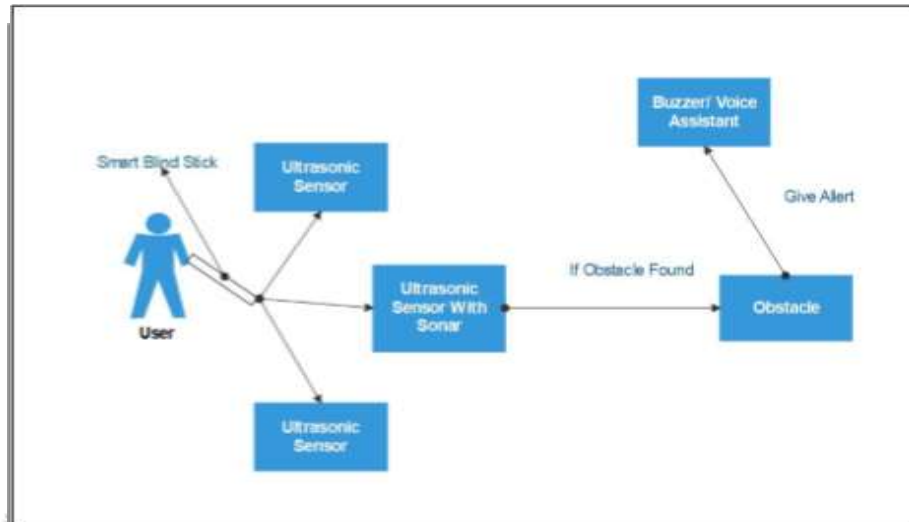 Buzzer/ Voice
Assistant
Smart Blind Stick
Ultrasonic
Sensor
Give Allert
If Obstacle Found
Ultrasonic
Sensor With
Sonar
Obstacle
User
Ultrasonic
Sensor